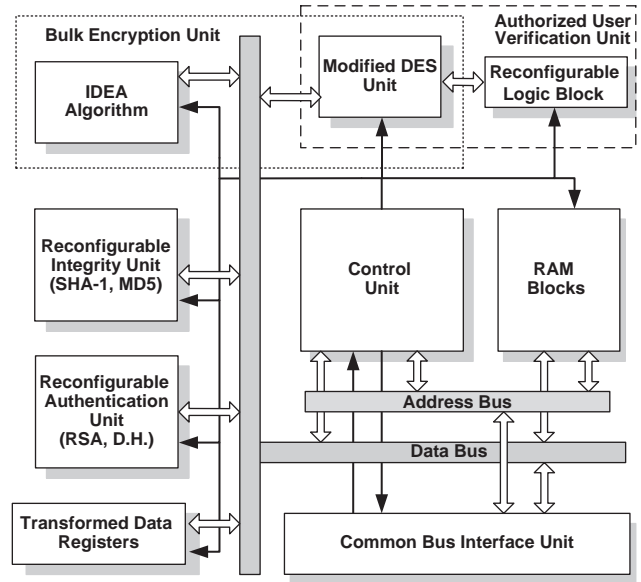 Bulk Encryption Unit
Authorized User
Verification Unit
IDEA
Algorithm
Modified DES
Unit
Reconfigurable
Logic Block
Reconfigurable
Integrity Unit
(SHA-1, MD5)
Control
Unit
RAM
Blocks
Reconfigurable
Authentication
Unit
(RSA, D.H.)
Address Bus
Data Bus
Transformed Data
Registers
Common Bus Interface Unit